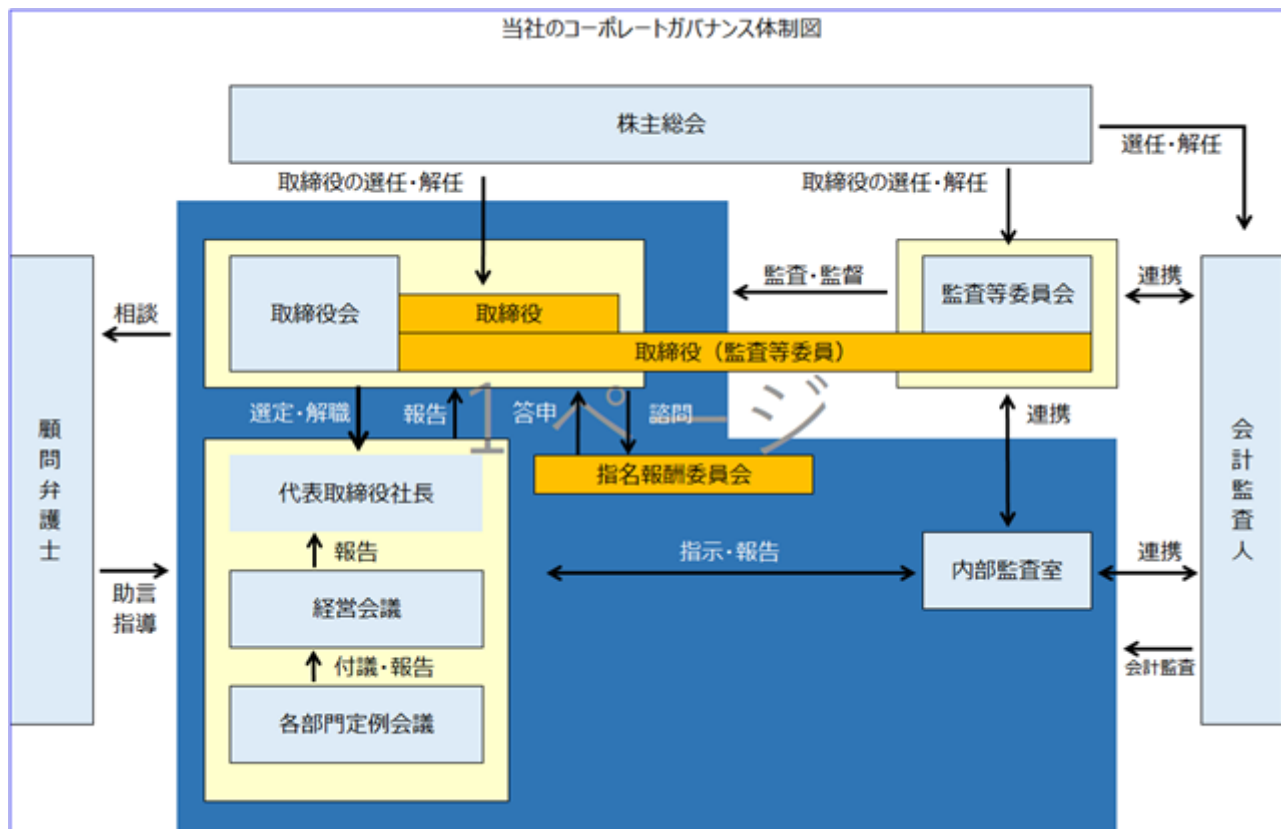 当社のコーポレートガバナンス体制図
株主総会
選任・解任
取締役の選任・解任
取締役の選任・解任
監査・監督
監査等委員会
連携
相談
取締役会
取締役
取締役（監査等委員）
選定・解職
報告
答申
諮問
連携
1 ページ
顧問弁護士
会計監査人
代表取締役社長
指名報酬委員会
報告
指示・報告
内部監査室
連携
助言
指導
経営会議
付議・報告
会計監査
各部門定例会議